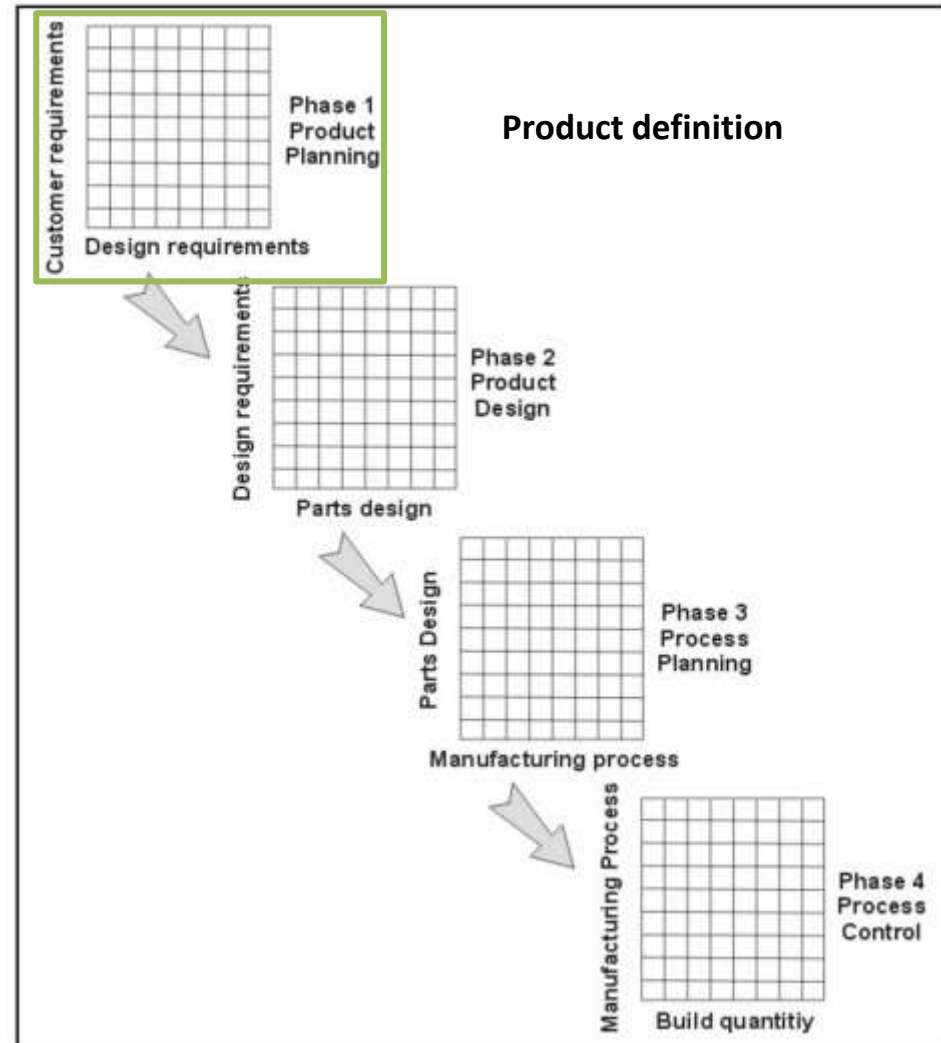 Customer requirements
Phase 1
Product
Planning
Product definition
Design requirements
Design requirements
Phase 2
Product
Design
Parts design
Parts Design
Phase 3
Process
Planning
Manufacturing process
Manufacturing Process
Phase 4
Process
Control
Build quantitiy